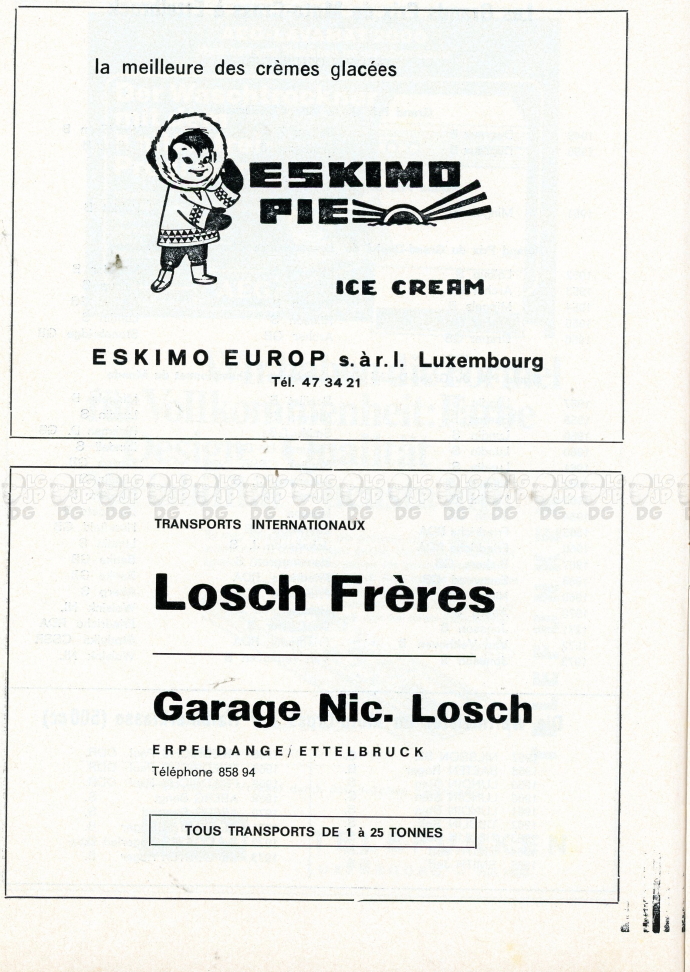 la meilleure des crèmes glacées
ESKIMO
PIE
ICE CREAM
ESKIMO EUROP s.àr.l. Luxembourg
Tél. 47 34 21
TRANSPORTS INTERNATIONAUX
Losch Frères
Garage Nic. Losch
ERPELDANGE/ETTELBRUCK
Téléphone 858 94
TOUS TRANSPORTS DE 1 à 25 TONNES